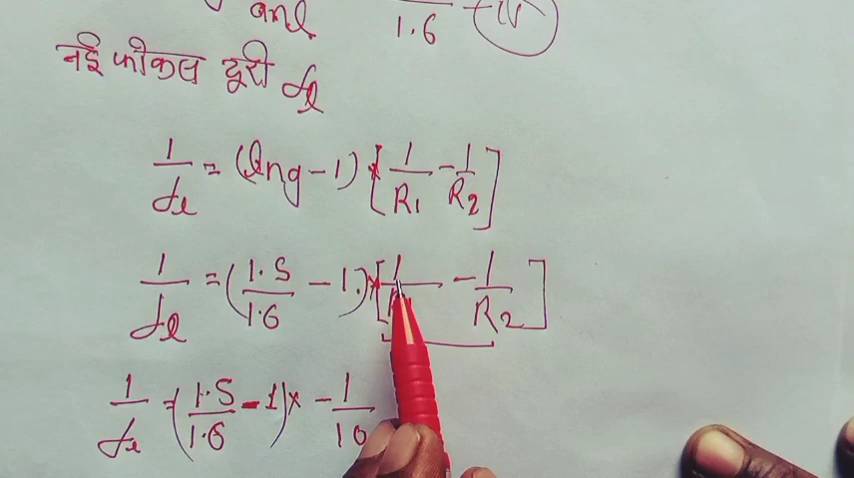 and 1.6 (iv)
नई फोकल दूरी fl
1/fl = (lng - 1) × [1/R1 - 1/R2]
1/fl = (1.5/1.6 - 1.) × [1/ - 1/R2]
1/fl = (1.5/1.6 - 1) × - 1/10